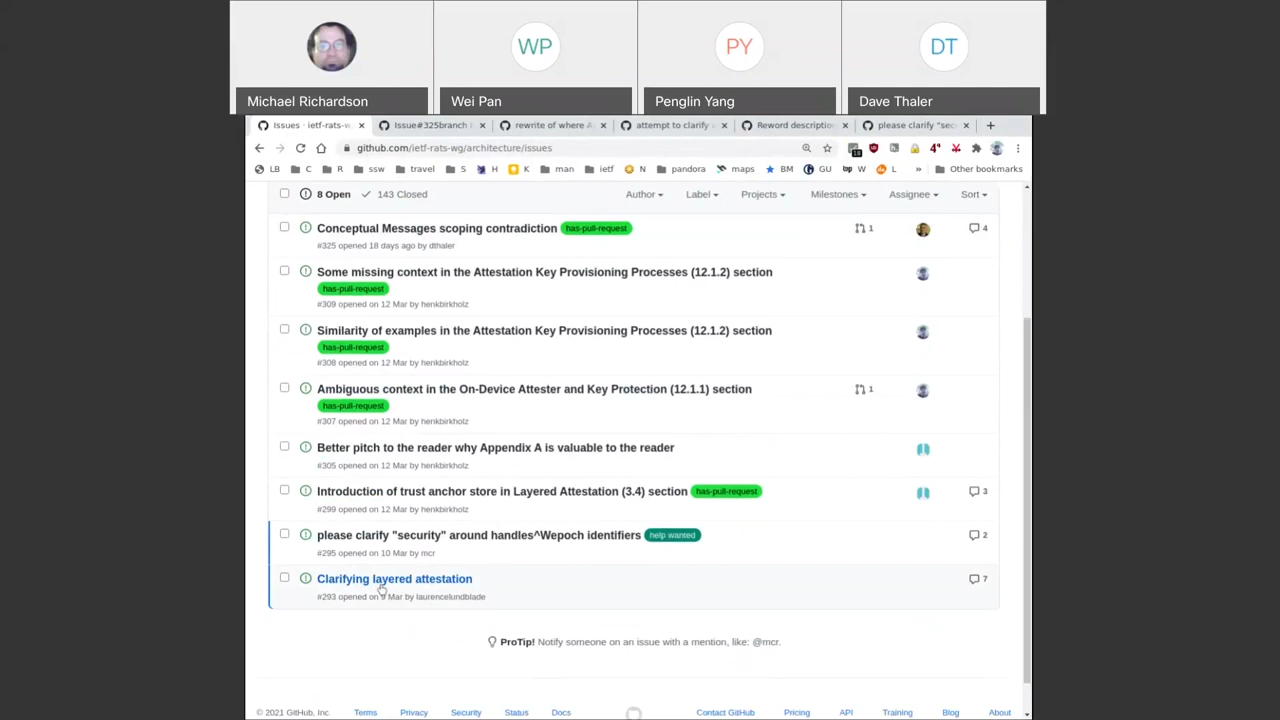 WP
PY
DT
Michael Richardson
Wei Pan
Penglin Yang
Dave Thaler
Issues · ietf-rats-w
Issue#325branch
rewrite of where A
attempt to clarify
Reword description
please clarify "sec
github.com/ietf-rats-wg/architecture/issues
LB C R ssw travel S H K man ietf N pandora maps BM GU W L » Other bookmarks
8 Open 143 Closed Author Label Projects Milestones Assignee Sort
Conceptual Messages scoping contradiction has-pull-request 1 4
#325 opened 18 days ago by dthaler
Some missing context in the Attestation Key Provisioning Processes (12.1.2) section
has-pull-request
#309 opened on 12 Mar by henkbirkholz
Similarity of examples in the Attestation Key Provisioning Processes (12.1.2) section
has-pull-request
#308 opened on 12 Mar by henkbirkholz
Ambiguous context in the On-Device Attester and Key Protection (12.1.1) section 1
has-pull-request
#307 opened on 12 Mar by henkbirkholz
Better pitch to the reader why Appendix A is valuable to the reader
#305 opened on 12 Mar by henkbirkholz
Introduction of trust anchor store in Layered Attestation (3.4) section has-pull-request 3
#299 opened on 12 Mar by henkbirkholz
please clarify "security" around handles^Wepoch identifiers help wanted 2
#295 opened on 10 Mar by mcr
Clarifying layered attestation 7
#293 opened on 9 Mar by laurencelundblade
ProTip! Notify someone on an issue with a mention, like: @mcr.
© 2021 GitHub, Inc. Terms Privacy Security Status Docs Contact GitHub Pricing API Training Blog About